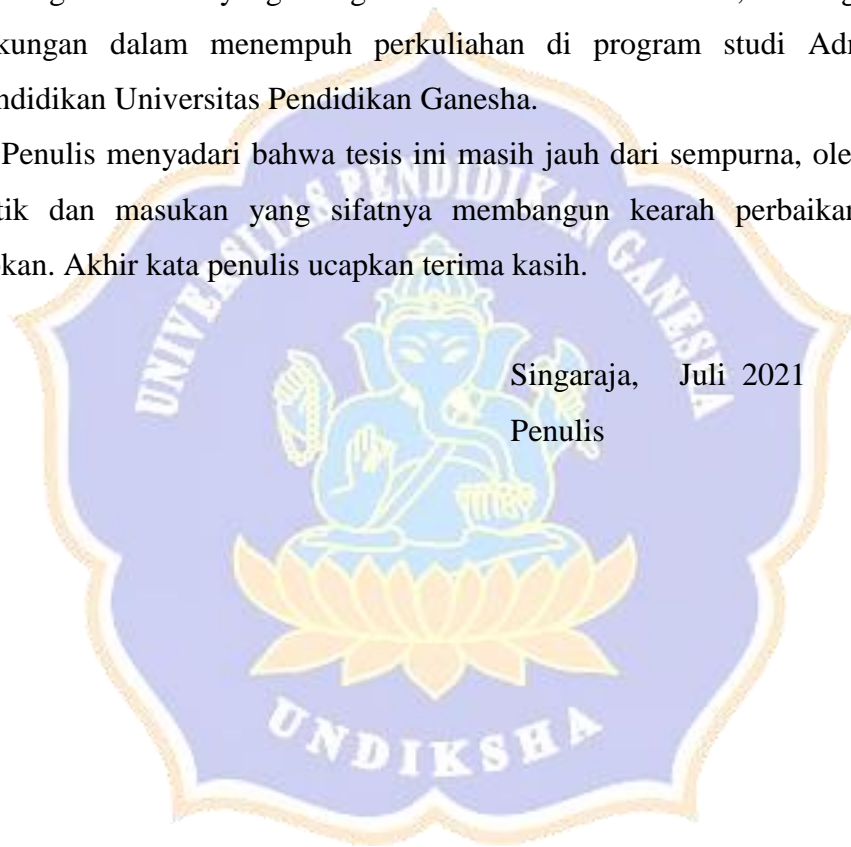 kungan dalam menempuh perkuliahan di program studi
ndidikan Universitas Pendidikan Ganesha.
Penulis menyadari bahwa tesis ini masih jauh dari sempurna,
tik dan masukan yang sifatnya membangun kearah perbaikan
kan. Akhir kata penulis ucapkan terima kasih.
Singaraja, Juli 2021
Penulis
UNIVERSITAS PENDIDIKAN GANESHA
UNDIKSHA